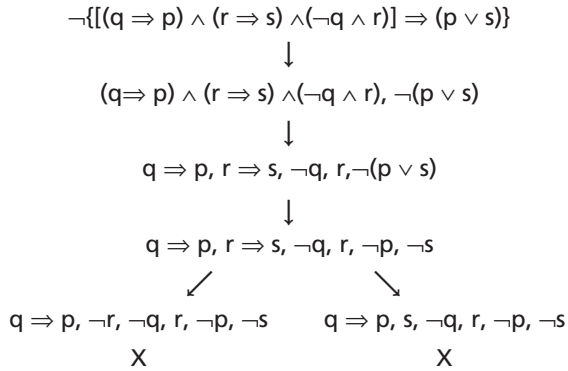 ¬{[(q ⇒ p) ∧ (r ⇒ s) ∧(¬q ∧ r)] ⇒ (p ∨ s)}
↓
(q⇒ p) ∧ (r ⇒ s) ∧(¬q ∧ r), ¬(p ∨ s)
↓
q ⇒ p, r ⇒ s, ¬q, r,¬(p ∨ s)
↓
q ⇒ p, r ⇒ s, ¬q, r, ¬p, ¬s
↙ ↘
q ⇒ p, ¬r, ¬q, r, ¬p, ¬s q ⇒ p, s, ¬q, r, ¬p, ¬s
X X